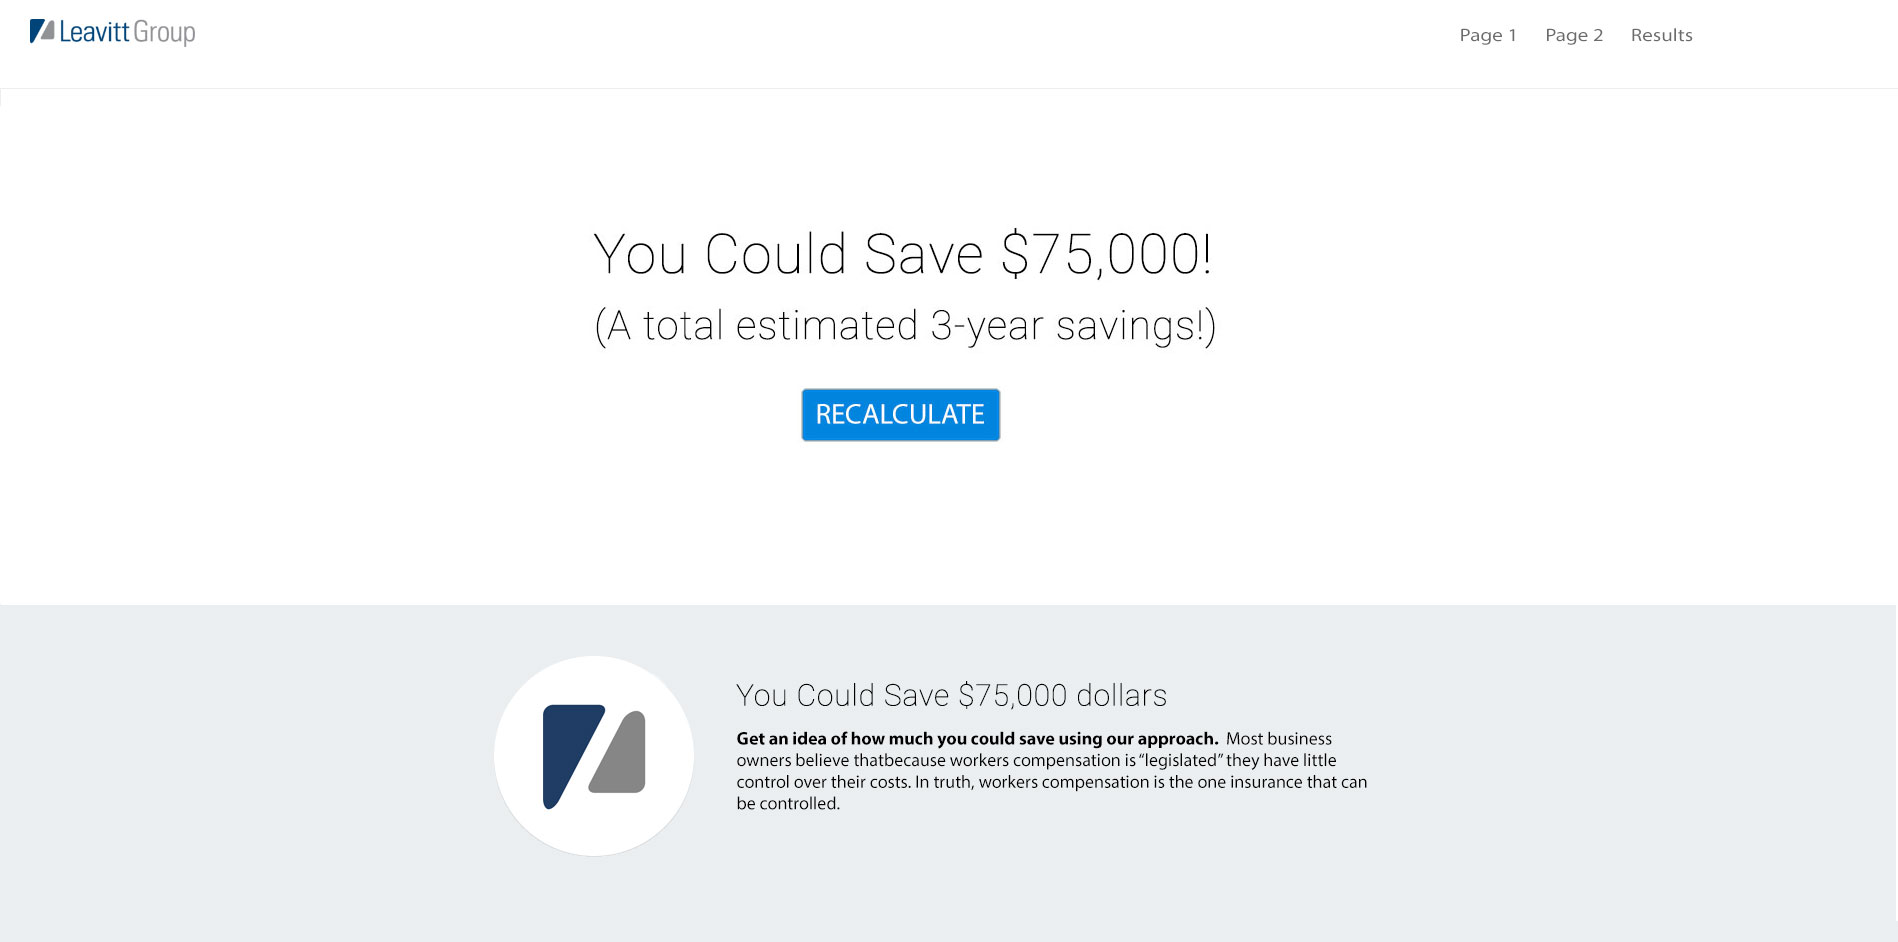 Leavitt Group
Page 1 Page 2 Results
You Could Save $75,000!
(A total estimated 3-year savings!)
RECALCULATE
You Could Save $75,000 dollars
Get an idea of how much you could save using our approach. Most business
owners believe thatbecause workers compensation is “legislated” they have little
control over their costs. In truth, workers compensation is the one insurance that can
be controlled.